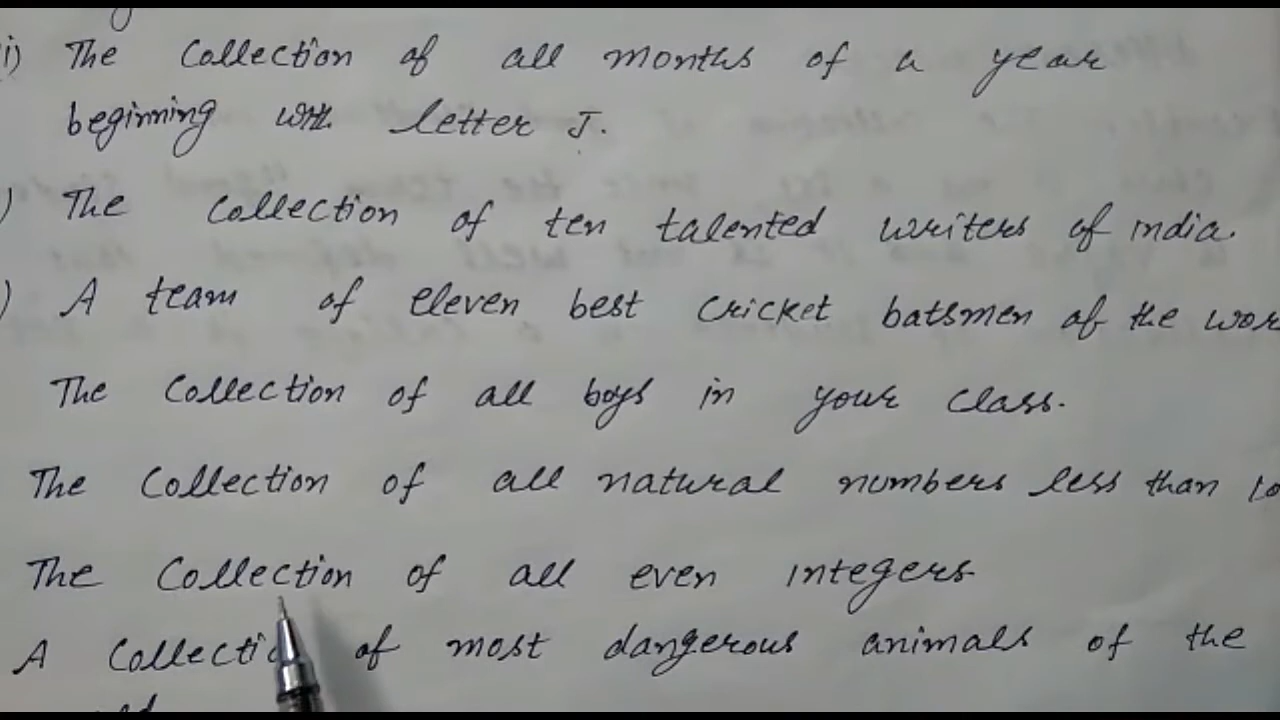 i) The Collection of all months of a year
beginning with letter J.
) The Collection of ten talented writers of india.
) A team of eleven best Cricket batsmen of the wor
The Collection of all boys in your class.
The Collection of all natural numbers less than 10
The Collection of all even integers
A Collection of most dangerous animals of the